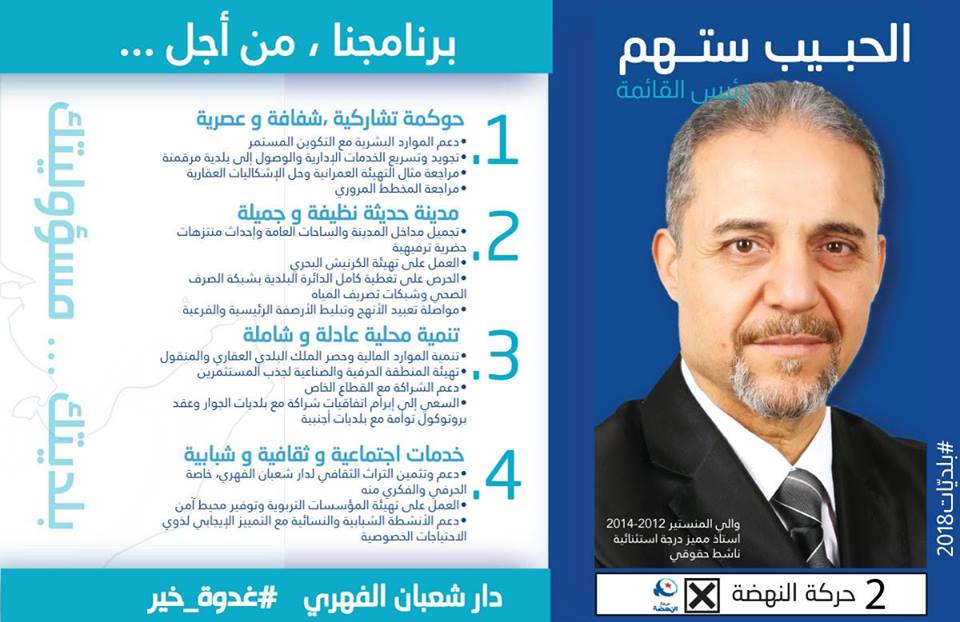 الحبيب ستهم
رئيس القائمة
والي المنستير 2012-2014
استاذ مميز درجة استثنائية
ناشط حقوقي
#بلديّات2018
2 حركة النهضة
حركة
النهضة
برنامجنا ، من أجل ...
1. حوكمة تشاركية ،شفافة و عصرية
•دعم الموارد البشرية مع التكوين المستمر
•تجويد وتسريع الخدمات الإدارية والوصول إلى بلدية مرقمنة
•مراجعة مثال التهيئة العمرانية وحل الإشكاليات العقارية
•مراجعة المخطط المروري
2. مدينة حديثة نظيفة و جميلة
•تجميل مداخل المدينة والساحات العامة وإحداث منتزهات
حضرية ترفيهية
•العمل على تهيئة الكرنيش البحري
•الحرص على تغطية كامل الدائرة البلدية بشبكة الصرف
الصحي وشبكات تصريف المياه
•مواصلة تعبيد الأنهج وتبليط الأرصفة الرئيسية والفرعية
3. تنمية محلية عادلة و شاملة
•تنمية الموارد المالية وحصر الملك البلدي العقاري والمنقول
•تهيئة المنطقة الحرفية والصناعية لجذب المستثمرين
•دعم الشراكة مع القطاع الخاص
•السعي إلى إبرام اتفاقيات شراكة مع بلديات الجوار وعقد
بروتوكول توأمة مع بلديات أجنبية
4. خدمات اجتماعية و ثقافية و شبابية
•دعم وتثمين التراث الثقافي لدار شعبان الفهري، خاصة
الحرفي والفكري منه
•العمل على تهيئة المؤسسات التربوية وتوفير محيط آمن
•دعم الأنشطة الشبابية والنسائية مع التمييز الإيجابي لذوي
الاحتياجات الخصوصية
بلديتك ... مسؤوليتك
دار شعبان الفهري #غدوة_خير